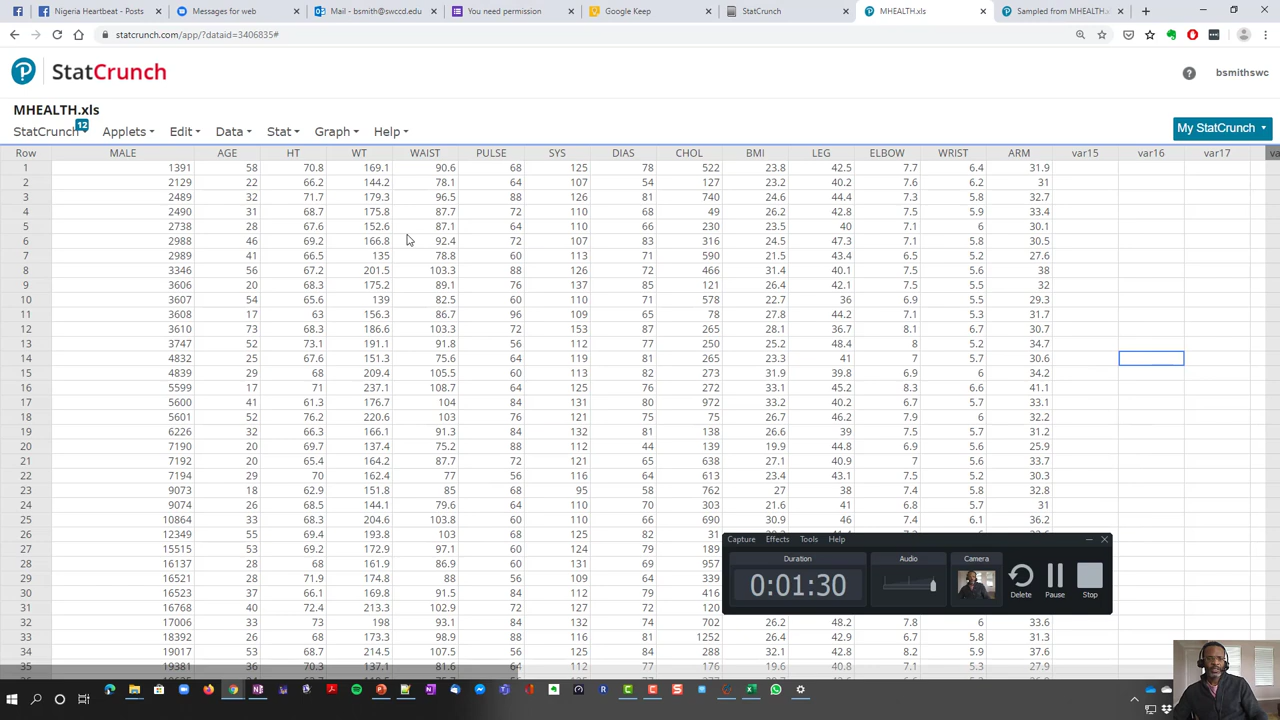 Nigeria Heartbeat - Posts
Messages for web
Mail - bsmith@swccd.edu
You need permission
Google Keep
StatCrunch
MHEALTH.xls
Sampled from MHEALTH.x
statcrunch.com/app/?dataid=3406835#
StatCrunch
bsmithswc
MHEALTH.xls
StatCrunch 12 Applets Edit Data Stat Graph Help
My StatCrunch
Row MALE AGE HT WT WAIST PULSE SYS DIAS CHOL BMI LEG ELBOW WRIST ARM var15 var16 var17 va
1 1391 58 70.8 169.1 90.6 68 125 78 522 23.8 42.5 7.7 6.4 31.9
2 2129 22 66.2 144.2 78.1 64 107 54 127 23.2 40.2 7.6 6.2 31
3 2489 32 71.7 179.3 96.5 88 126 81 740 24.6 44.4 7.3 5.8 32.7
4 2490 31 68.7 175.8 87.7 72 110 68 49 26.2 42.8 7.5 5.9 33.4
5 2738 28 67.6 152.6 87.1 64 110 66 230 23.5 40 7.1 6 30.1
6 2988 46 69.2 166.8 92.4 72 107 83 316 24.5 47.3 7.1 5.8 30.5
7 2989 41 66.5 135 78.8 60 113 71 590 21.5 43.4 6.5 5.2 27.6
8 3346 56 67.2 201.5 103.3 88 126 72 466 31.4 40.1 7.5 5.6 38
9 3606 20 68.3 175.2 89.1 76 137 85 121 26.4 42.1 7.5 5.5 32
10 3607 54 65.6 139 82.5 60 110 71 578 22.7 36 6.9 5.5 29.3
11 3608 17 63 156.3 86.7 96 109 65 78 27.8 44.2 7.1 5.3 31.7
12 3610 73 68.3 186.6 103.3 72 153 87 265 28.1 36.7 8.1 6.7 30.7
13 3747 52 73.1 191.1 91.8 56 112 77 250 25.2 48.4 8 5.2 34.7
14 4832 25 67.6 151.3 75.6 64 119 81 265 23.3 41 7 5.7 30.6
15 4839 29 68 209.4 105.5 60 113 82 273 31.9 39.8 6.9 6 34.2
16 5599 17 71 237.1 108.7 64 125 76 272 33.1 45.2 8.3 6.6 41.1
17 5600 41 61.3 176.7 104 84 131 80 972 33.2 40.2 6.7 5.7 33.1
18 5601 52 76.2 220.6 103 76 121 75 75 26.7 46.2 7.9 6 32.2
19 6226 32 66.3 166.1 91.3 84 132 81 138 26.6 39 7.5 5.7 31.2
20 7190 20 69.7 137.4 75.2 88 112 44 139 19.9 44.8 6.9 5.6 25.9
21 7192 20 65.4 164.2 87.7 72 121 65 638 27.1 40.9 7 5.6 33.7
22 7194 29 70 162.4 77 56 116 64 613 23.4 43.1 7.5 5.2 30.3
23 9073 18 62.9 151.8 85 68 95 58 762 27 38 7.4 5.8 32.8
24 9074 26 68.5 144.1 79.6 64 110 70 303 21.6 41 6.8 5.7 31
25 10864 33 68.3 204.6 103.8 60 110 66 690 30.9 46 7.4 6.1 36.2
26 12349 55 69.4 193.8 103 68 125 82 31
27 15515 53 69.2 172.9 97.1 60 124 79 189
28 16137 28 68 161.9 86.9 60 131 69 957
29 16521 28 71.9 174.8 88 56 112 79 339
30 16523 37 66.1 169.8 91.5 84 112 79 416
31 16768 40 72.4 213.3 102.9 72 127 72 120
32 17006 33 73 198 93.1 84 132 74 702 26.2 48.2 7.8 6 33.6
33 18392 26 68 173.3 98.9 88 116 81 1252 26.4 42.9 6.7 5.8 31.3
34 19017 53 68.7 214.5 107.5 56 125 84 288 32.1 42.8 8.2 5.9 37.6
35 19381 36 70.3 137.1 81.6 64 112 77 176 19.6 40.8 7.1 5.3 27.9
Capture Effects Tools Help
Duration Audio Camera
0:01:30
Delete Pause Stop